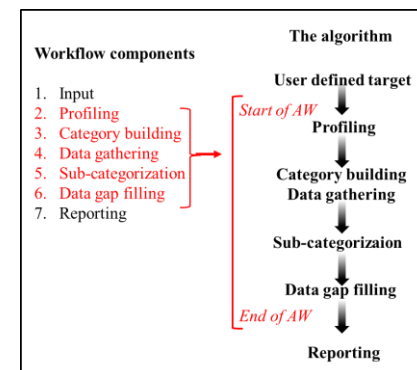 Workflow components
1. Input
2. Profiling
3. Category building
4. Data gathering
5. Sub-categorization
6. Data gap filling
7. Reporting
The algorithm
User defined target
Start of AW
Profiling
Category building
Data gathering
Sub-categorizaion
Data gap filling
End of AW
Reporting